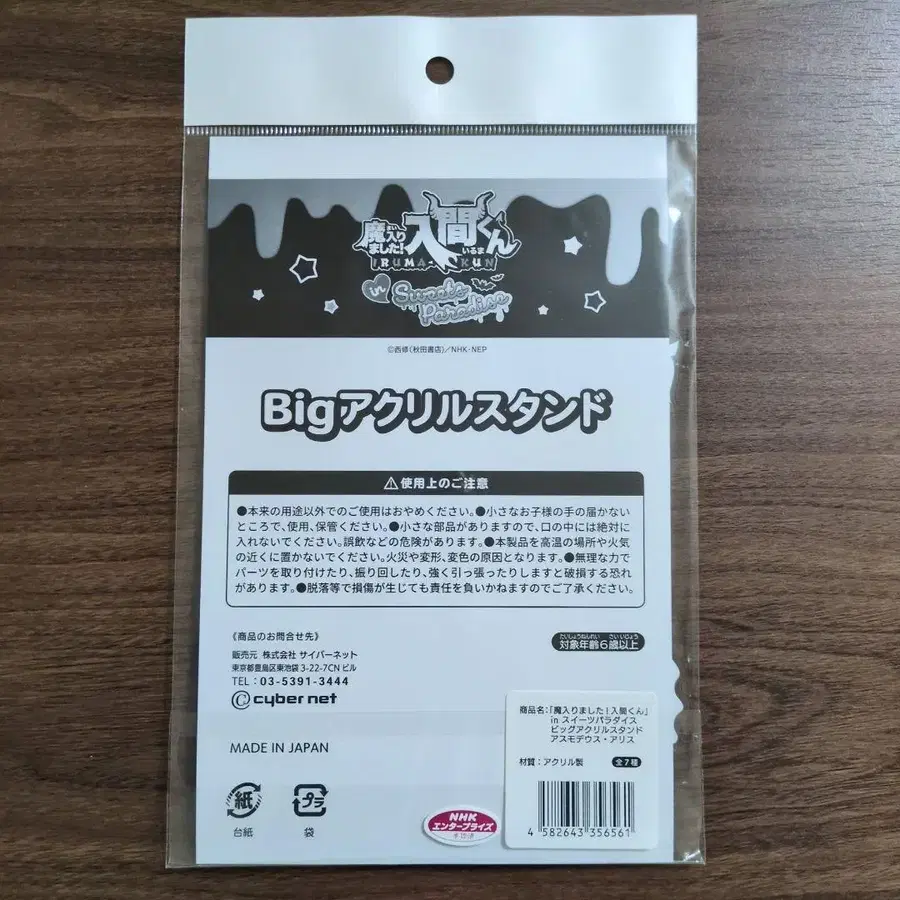 魔入りました!入間くん
まい
いるま
IRUMA-KUN
in Sweets Paradise
©西修(秋田書店)/NHK・NEP
Bigアクリルスタンド
⚠使用上のご注意
●本来の用途以外でのご使用はおやめください。●小さなお子様の手の届かない
ところで、使用、保管ください。●小さな部品がありますので、口の中には絶対に
入れないでください。誤飲などの危険があります。●本製品を高温の場所や火気
の近くに置かないでください。火災や変形、変色の原因となります。●無理な力で
パーツを取り付けたり、振り回したり、強く引っ張ったりしますと破損する恐れ
があります。●脱落等で損傷が生じても責任を負いかねますのでご了承ください。
《商品のお問合せ先》
販売元 株式会社 サイバーネット
東京都豊島区東池袋 3-22-7CN ビル
TEL：03-5391-3444
cyber net
たいしょうねんれい さいいじょう
対象年齢6歳以上
MADE IN JAPAN
紙
台紙
プラ
袋
NHK
エンタープライズ
商品名：「魔入りました！入間くん」
in スイーツパラダイス
ビッグアクリルスタンド
アスモデウス・アリス
材質：アクリル製
全7種
4 582643 356561